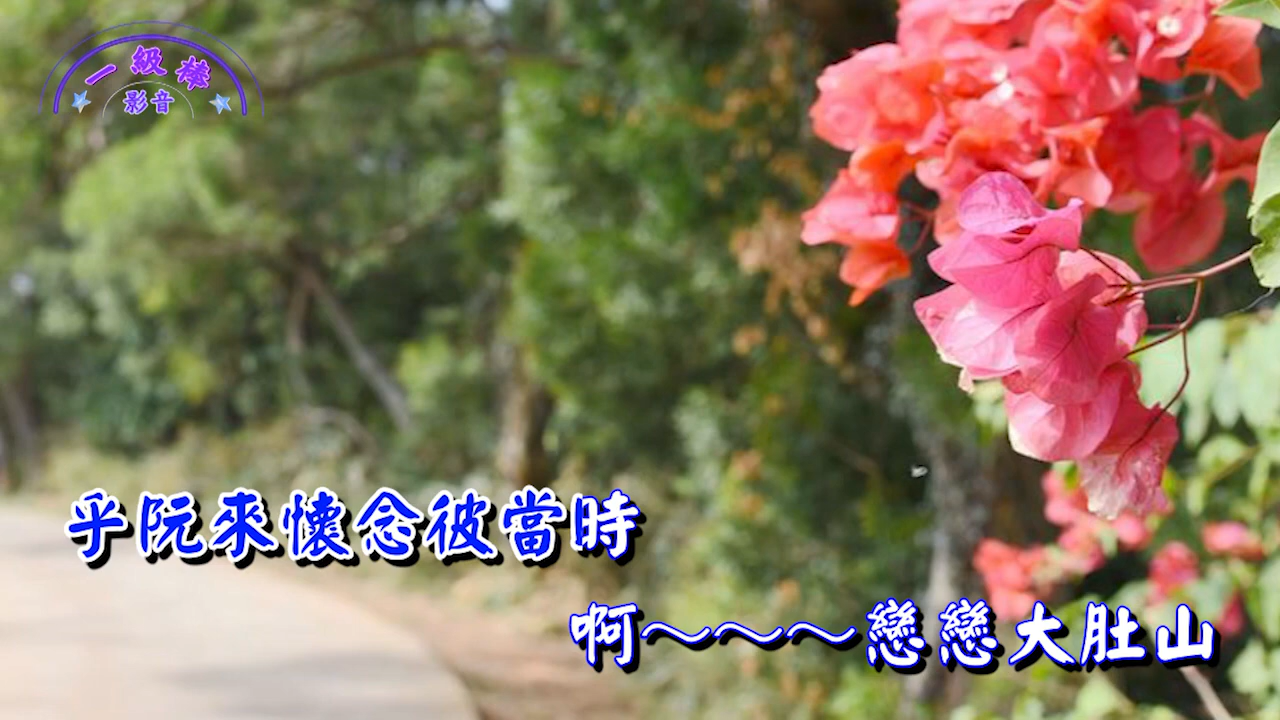 一級棒
影音
乎阮來懷念彼當時
啊～～～戀戀大肚山